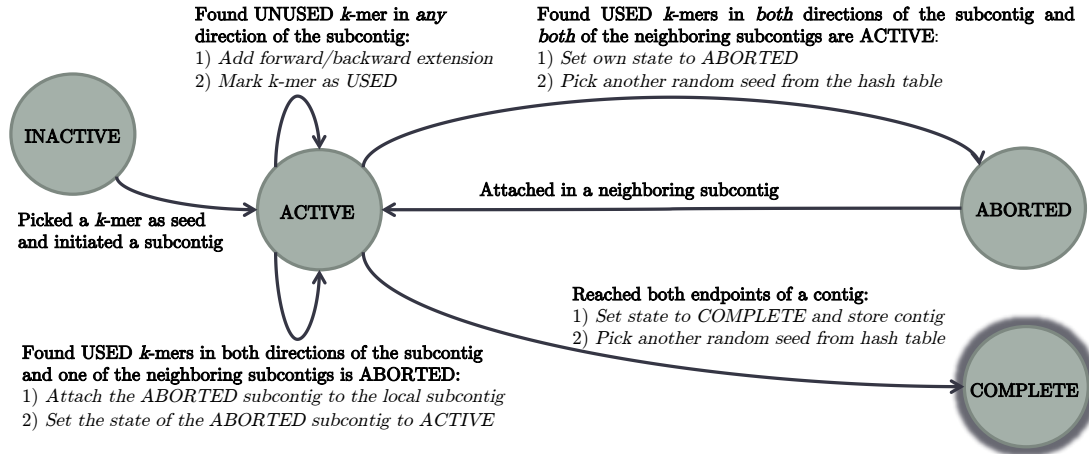 Found UNUSED k-mer in any
direction of the subcontig:
1) Add forward/backward extension
2) Mark k-mer as USED
Found USED k-mers in both directions of the subcontig and
both of the neighboring subcontigs are ACTIVE:
1) Set own state to ABORTED
2) Pick another random seed from the hash table
INACTIVE
Picked a k-mer as seed
and initiated a subcontig
ACTIVE
Attached in a neighboring subcontig
ABORTED
Reached both endpoints of a contig:
1) Set state to COMPLETE and store contig
2) Pick another random seed from hash table
Found USED k-mers in both directions of the subcontig
and one of the neighboring subcontigs is ABORTED:
1) Attach the ABORTED subcontig to the local subcontig
2) Set the state of the ABORTED subcontig to ACTIVE
COMPLETE